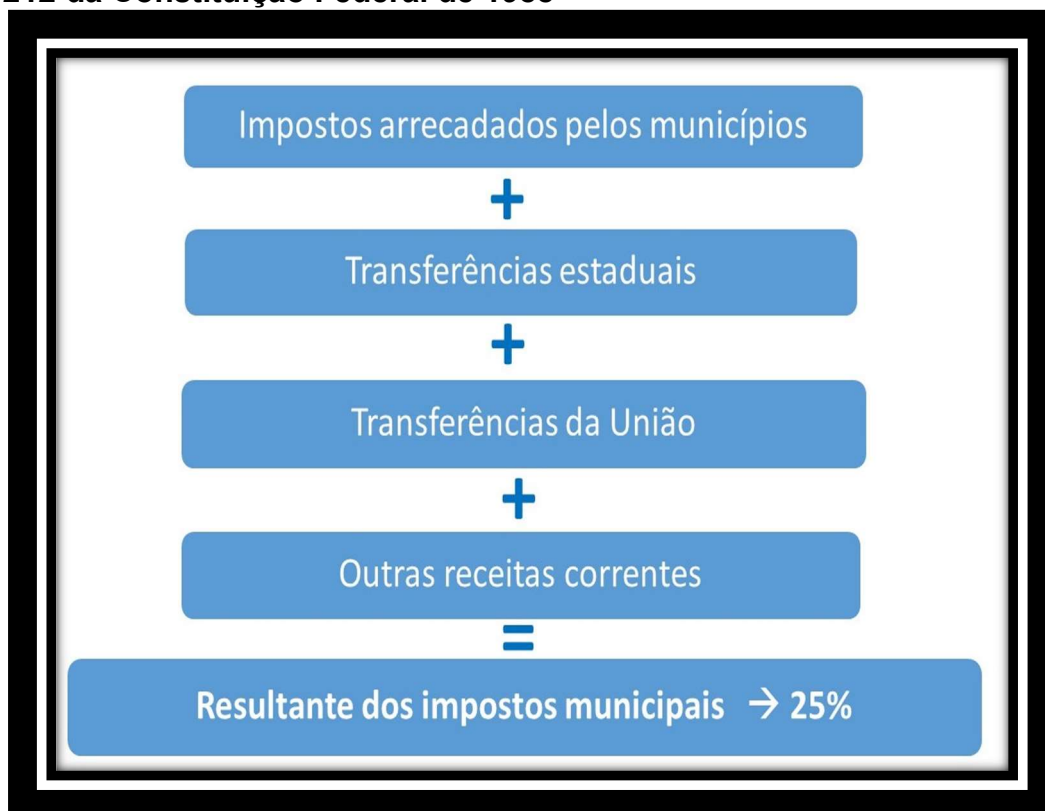 Impostos arrecadados pelos municípios
+
Transferências estaduais
+
Transferências da União
+
Outras receitas correntes
=
Resultante dos impostos municipais → 25%